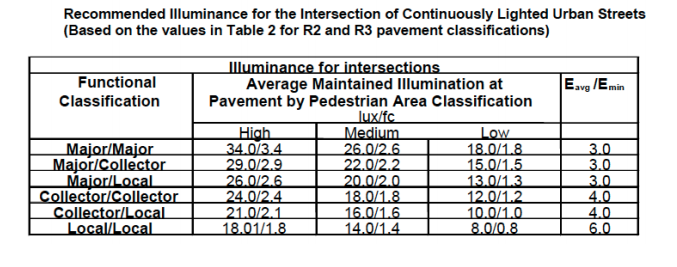 Recommended Illuminance for the Intersection of Continuously Lighted Urban Streets
(Based on the values in Table 2 for R2 and R3 pavement classifications)
Illuminance for intersections
Functional Classification Average Maintained Illumination at Pavement by Pedestrian Area Classification lux/fc Eavg /Emin
High Medium Low
Major/Major 34.0/3.4 26.0/2.6 18.0/1.8 3.0
Major/Collector 29.0/2.9 22.0/2.2 15.0/1.5 3.0
Major/Local 26.0/2.6 20.0/2.0 13.0/1.3 3.0
Collector/Collector 24.0/2.4 18.0/1.8 12.0/1.2 4.0
Collector/Local 21.0/2.1 16.0/1.6 10.0/1.0 4.0
Local/Local 18.01/1.8 14.0/1.4 8.0/0.8 6.0